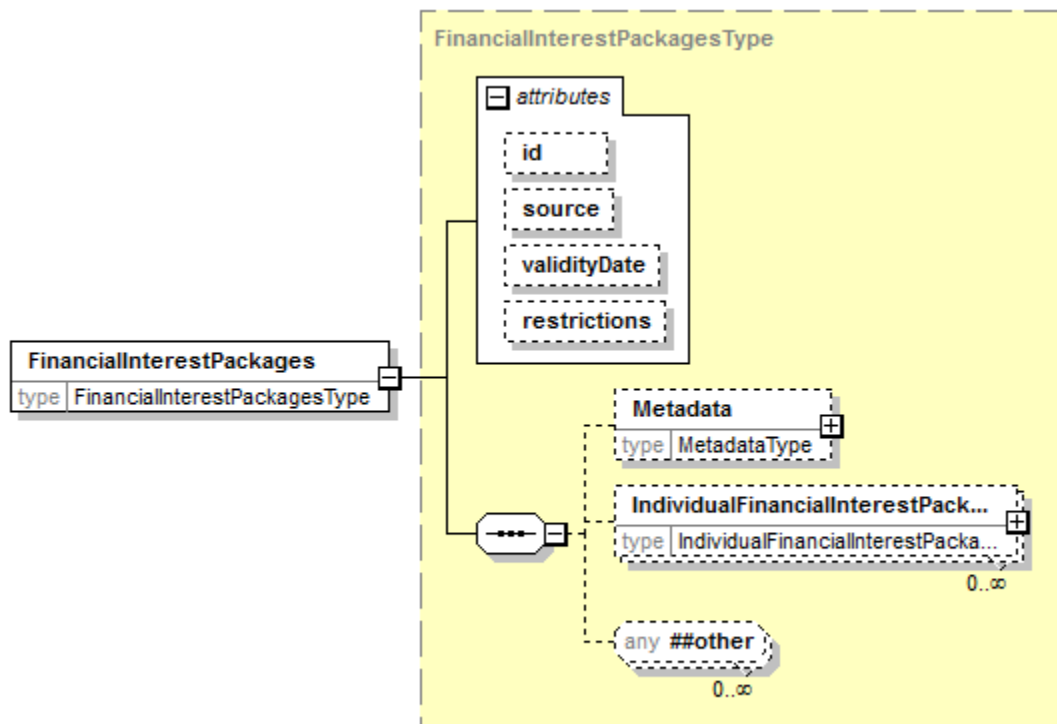 FinancialInterestPackagesType
attributes
id
source
validityDate
restrictions
FinancialInterestPackages
type FinancialInterestPackagesType
Metadata
type MetadataType
IndividualFinancialInterestPack...
type IndividualFinancialInterestPacka...
0..∞
any ##other
0..∞